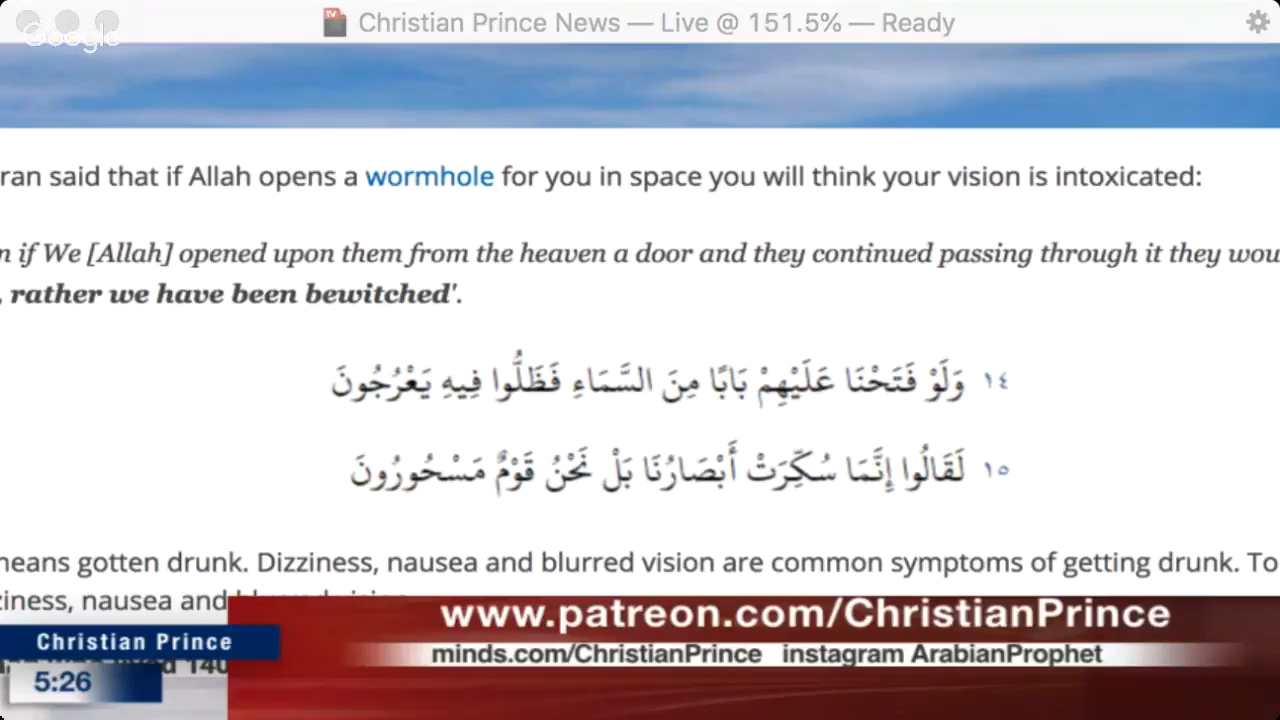 Google
Christian Prince News — Live @ 151.5% — Ready
ran said that if Allah opens a wormhole for you in space you will think your vision is intoxicated:
n if We [Allah] opened upon them from the heaven a door and they continued passing through it they wou
, rather we have been bewitched'.
١٤ وَلَوْ فَتَحْنَا عَلَيْهِمْ بَابًا مِنَ السَّمَاءِ فَظَلُّوا فِيهِ يَعْرُجُونَ
١٥ لَقَالُوا إِنَّمَا سُكِّرَتْ أَبْصَارُنَا بَلْ نَحْنُ قَوْمٌ مَسْحُورُونَ
means gotten drunk. Dizziness, nausea and blurred vision are common symptoms of getting drunk. To
ziness, nausea and
www.patreon.com/ChristianPrince
Christian Prince
minds.com/ChristianPrince instagram ArabianProphet
140
5:26